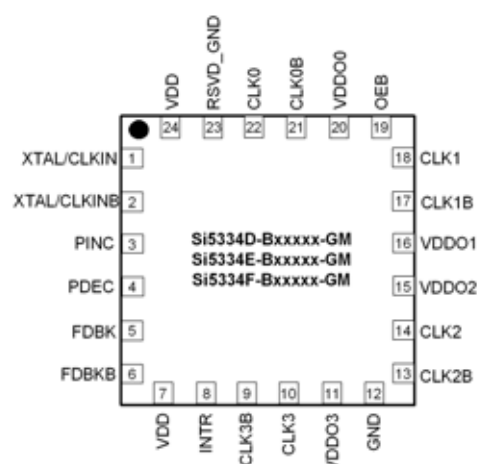 VDD
RSVD_GND
CLK0
CLK0B
VDDO0
OEB
24
23
22
21
20
19
XTAL/CLKIN 1
18 CLK1
XTAL/CLKINB 2
17 CLK1B
PINC 3
16 VDDO1
PDEC 4
15 VDDO2
FDBK 5
14 CLK2
FDBKB 6
13 CLK2B
Si5334D-Bxxxxx-GM
Si5334E-Bxxxxx-GM
Si5334F-Bxxxxx-GM
7
8
9
10
11
12
VDD
INTR
CLK3B
CLK3
VDDO3
GND